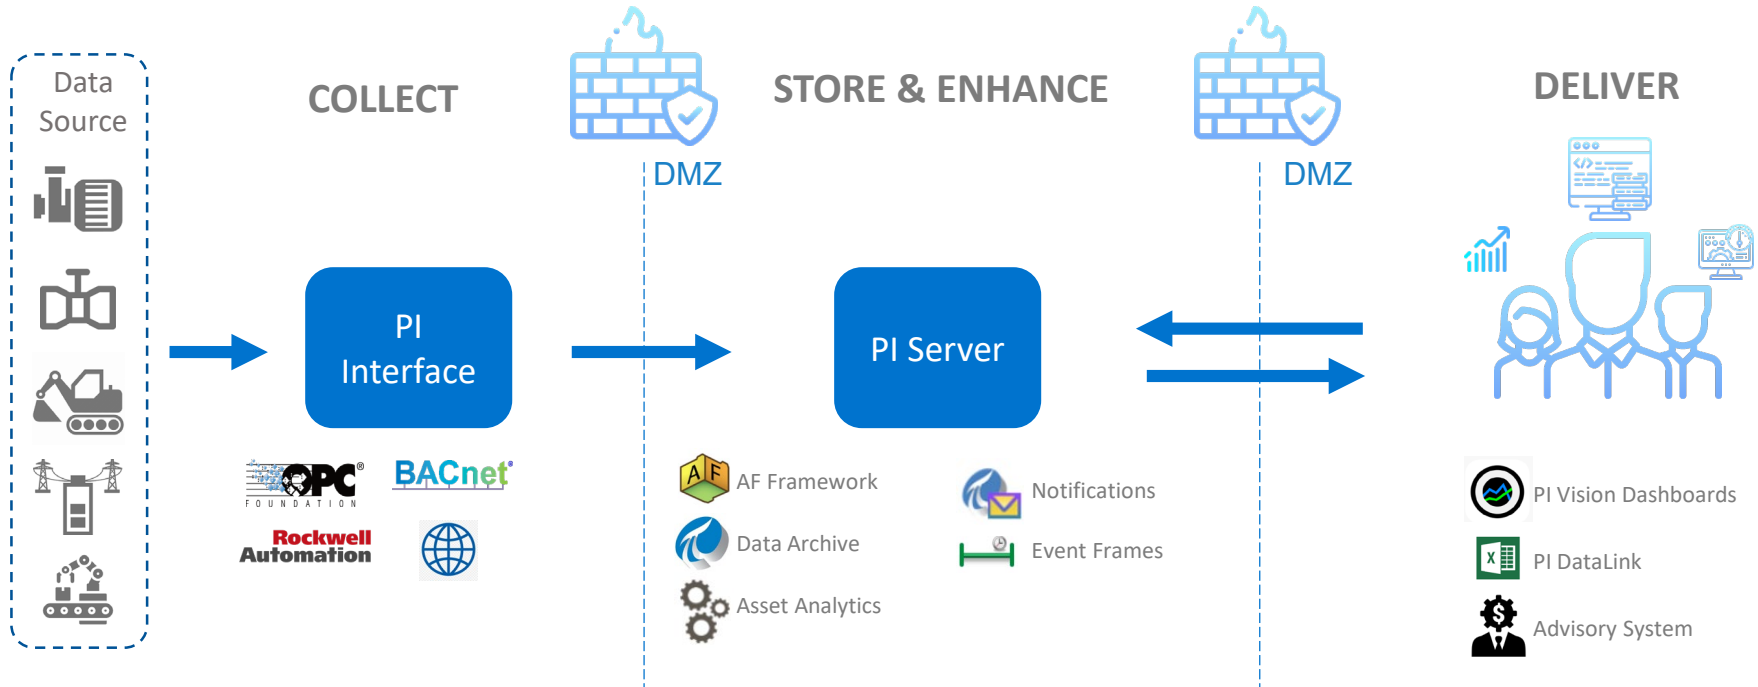 Data
Source
COLLECT
STORE & ENHANCE
DELIVER
DMZ
DMZ
PI
Interface
PI Server
OPC®
FOUNDATION
BACnet®
Rockwell
Automation
AF
AF Framework
Data Archive
Asset Analytics
Notifications
Event Frames
PI Vision Dashboards
X
PI DataLink
$
Advisory System